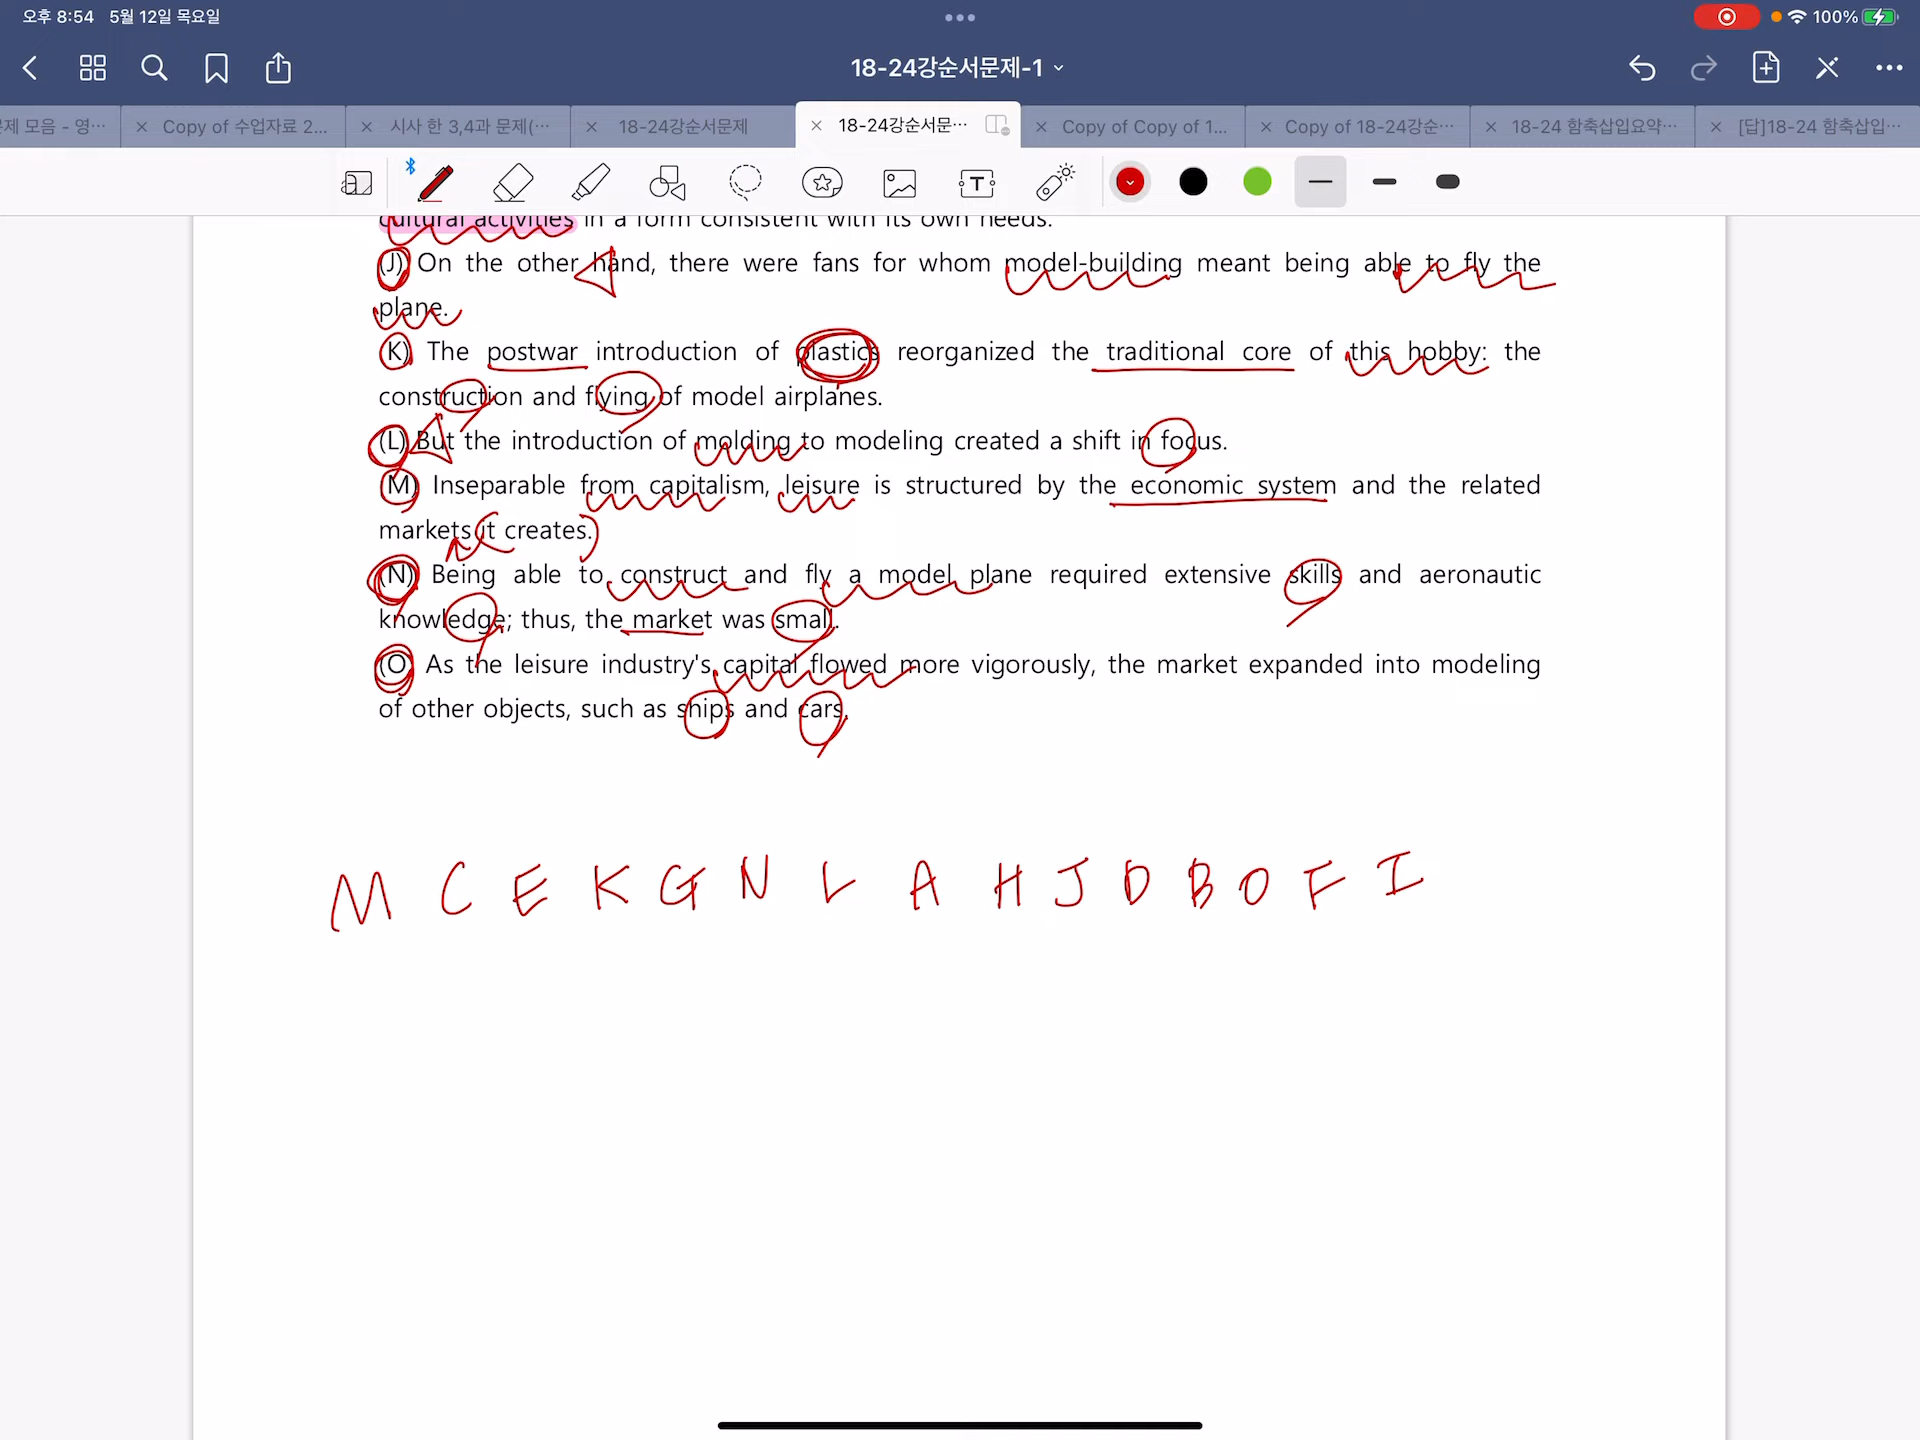 오후 8:54 5월 12일 목요일
100%
18-24강순서문제-1
제 모음 - 영…
Copy of 수업자료 2...
시사 한 3,4과 문제(…
18-24강순서문제
18-24강순서문…
Copy of Copy of 1...
Copy of 18-24강순…
18-24 함축삽입요약…
[답]18-24 함축삽입…
cultural activities in a form consistent with its own needs.
(J) On the other hand, there were fans for whom model-building meant being able to fly the
plane.
(K) The postwar introduction of plastics reorganized the traditional core of this hobby: the
construction and flying of model airplanes.
(L) But the introduction of molding to modeling created a shift in focus.
(M) Inseparable from capitalism, leisure is structured by the economic system and the related
markets it creates.
(N) Being able to construct and fly a model plane required extensive skills and aeronautic
knowledge; thus, the market was small.
(O) As the leisure industry's capital flowed more vigorously, the market expanded into modeling
of other objects, such as ships and cars.
M C E K G N L A H J D B O F I